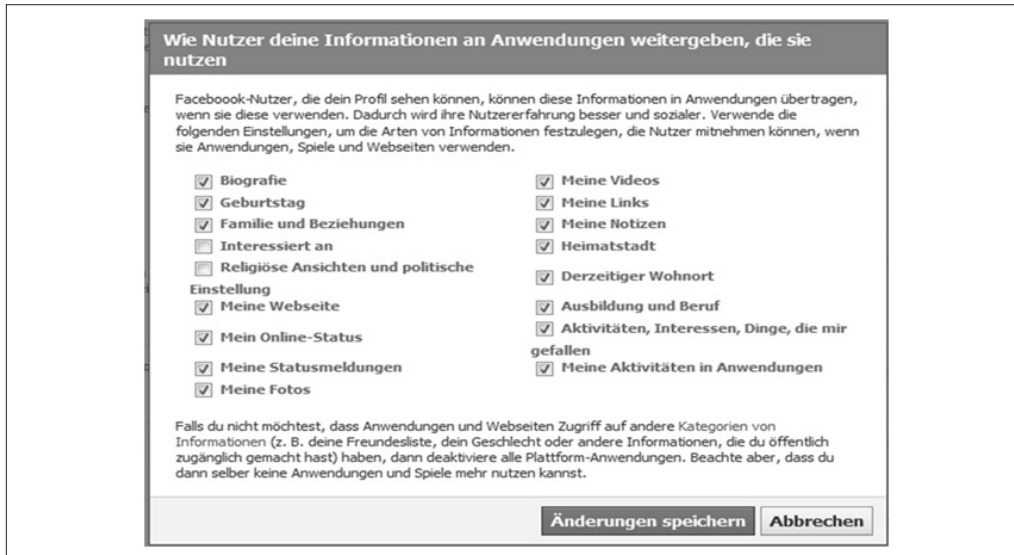 Wie Nutzer deine Informationen an Anwendungen weitergeben, die sie
nutzen
Faceboook-Nutzer, die dein Profil sehen können, können diese Informationen in Anwendungen übertragen,
wenn sie diese verwenden. Dadurch wird ihre Nutzererfahrung besser und sozialer. Verwende die
folgenden Einstellungen, um die Arten von Informationen festzulegen, die Nutzer mitnehmen können, wenn
sie Anwendungen, Spiele und Webseiten verwenden.
Biografie
Geburtstag
Familie und Beziehungen
Interessiert an
Religiöse Ansichten und politische
Einstellung
Meine Webseite
Mein Online-Status
Meine Statusmeldungen
Meine Fotos
Meine Videos
Meine Links
Meine Notizen
Heimatstadt
Derzeitiger Wohnort
Ausbildung und Beruf
Aktivitäten, Interessen, Dinge, die mir
gefallen
Meine Aktivitäten in Anwendungen
Falls du nicht möchtest, dass Anwendungen und Webseiten Zugriff auf andere Kategorien von
Informationen (z. B. deine Freundesliste, dein Geschlecht oder andere Informationen, die du öffentlich
zugänglich gemacht hast) haben, dann deaktiviere alle Plattform-Anwendungen. Beachte aber, dass du
dann selber keine Anwendungen und Spiele mehr nutzen kannst.
Änderungen speichern
Abbrechen